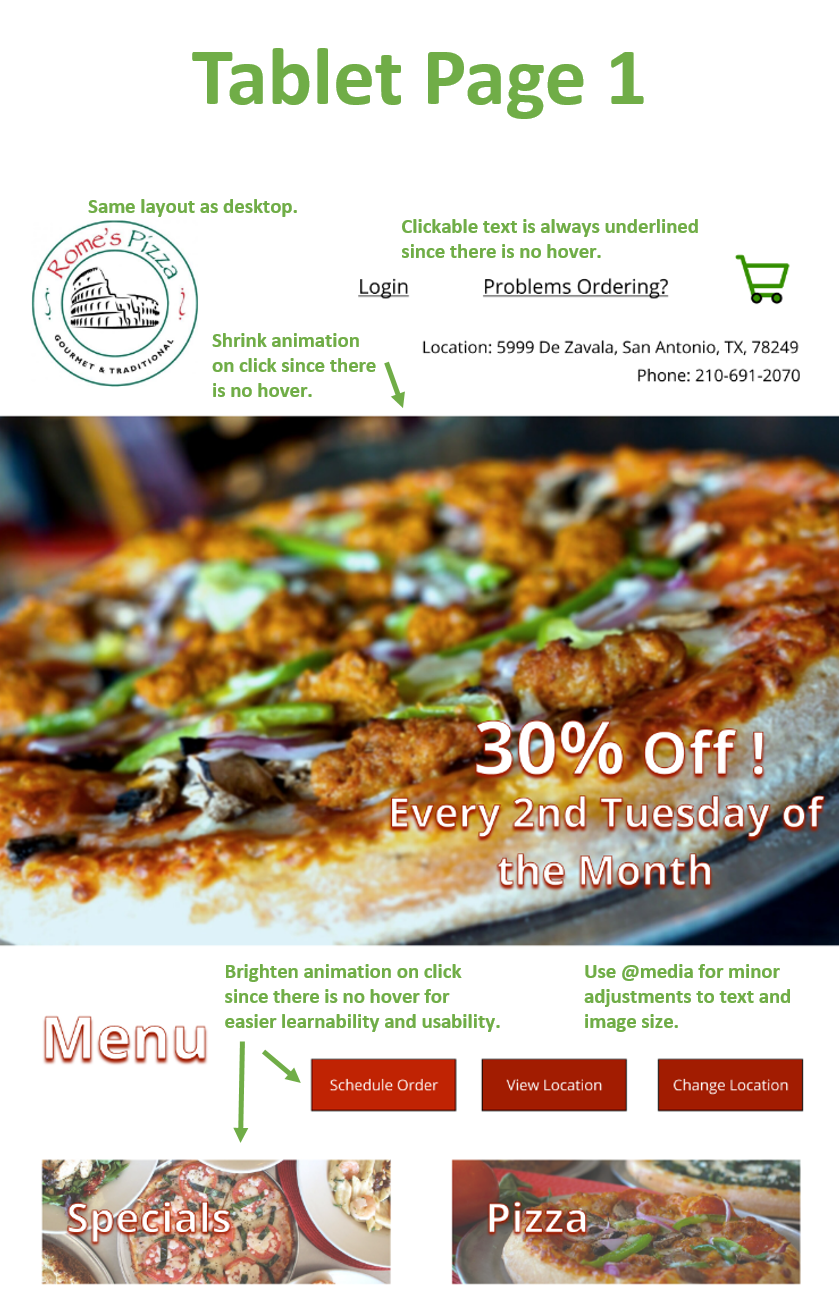 Tablet Page 1
Same layout as desktop.
Clickable text is always underlined
since there is no hover.
Rome's Pizza
GOURMET & TRADITIONAL
Login
Problems Ordering?
Shrink animation
on click since there
is no hover.
Location: 5999 De Zavala, San Antonio, TX, 78249
Phone: 210-691-2070
30% Off !
Every 2nd Tuesday of
the Month
Brighten animation on click
since there is no hover for
easier learnability and usability.
Use @media for minor
adjustments to text and
image size.
Menu
Schedule Order
View Location
Change Location
Specials
Pizza